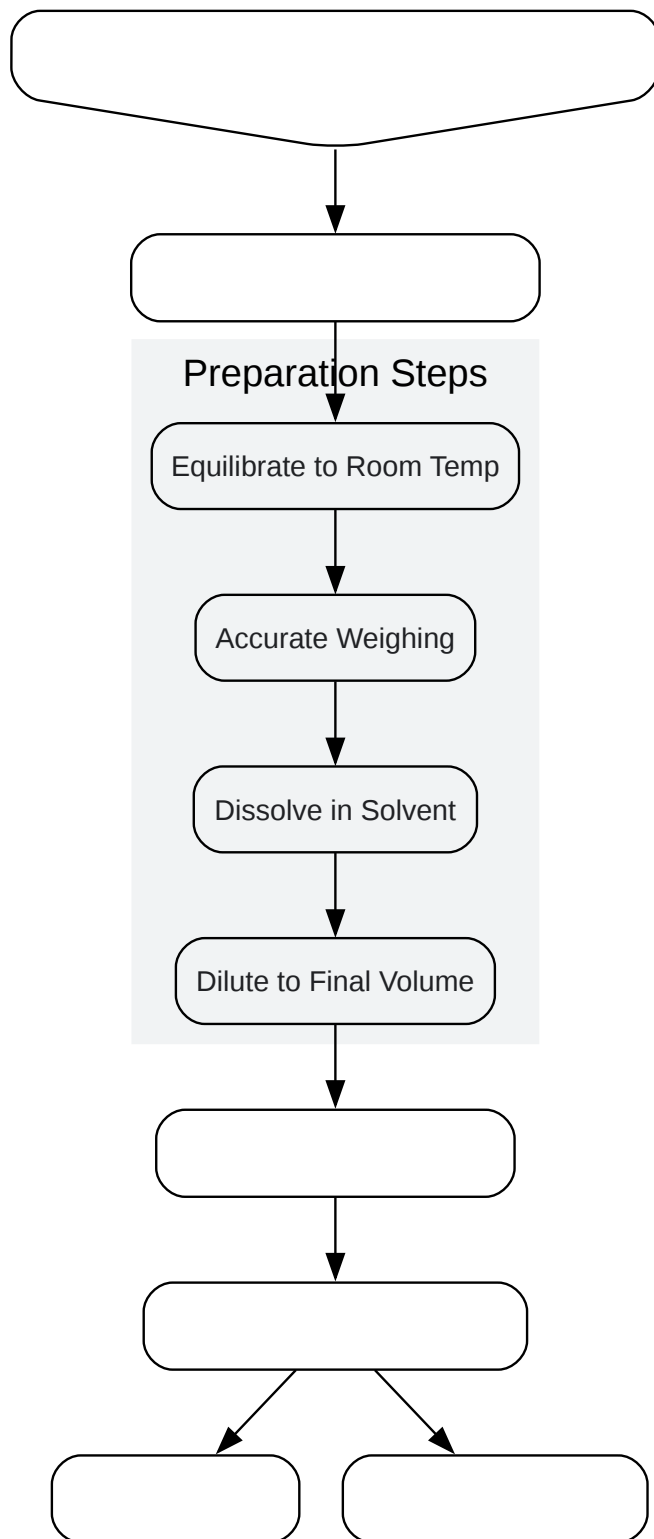 Preparation Steps
Equilibrate to Room Temp
Accurate Weighing
Dissolve in Solvent
Dilute to Final Volume